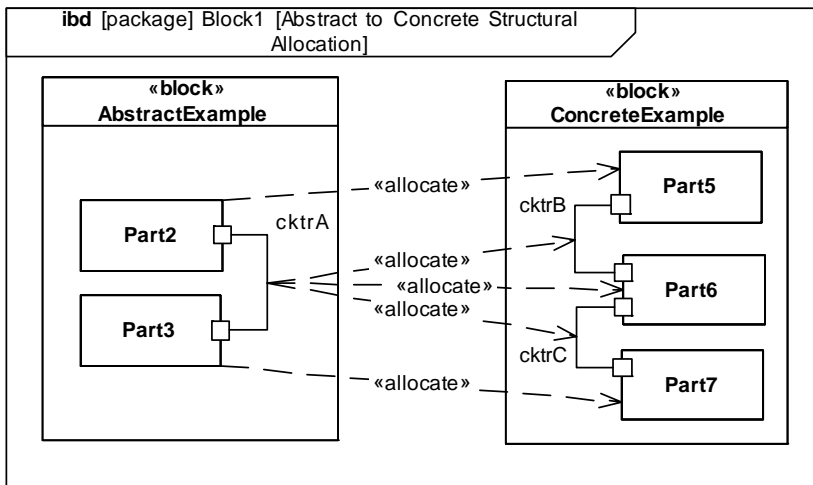 ibd [package] Block1 [Abstract to Concrete Structural
Allocation]
«block»
AbstractExample
«block»
ConcreteExample
Part2
Part3
cktrA
«allocate»
«allocate»
«allocate»
«allocate»
«allocate»
cktrB
cktrC
Part5
Part6
Part7